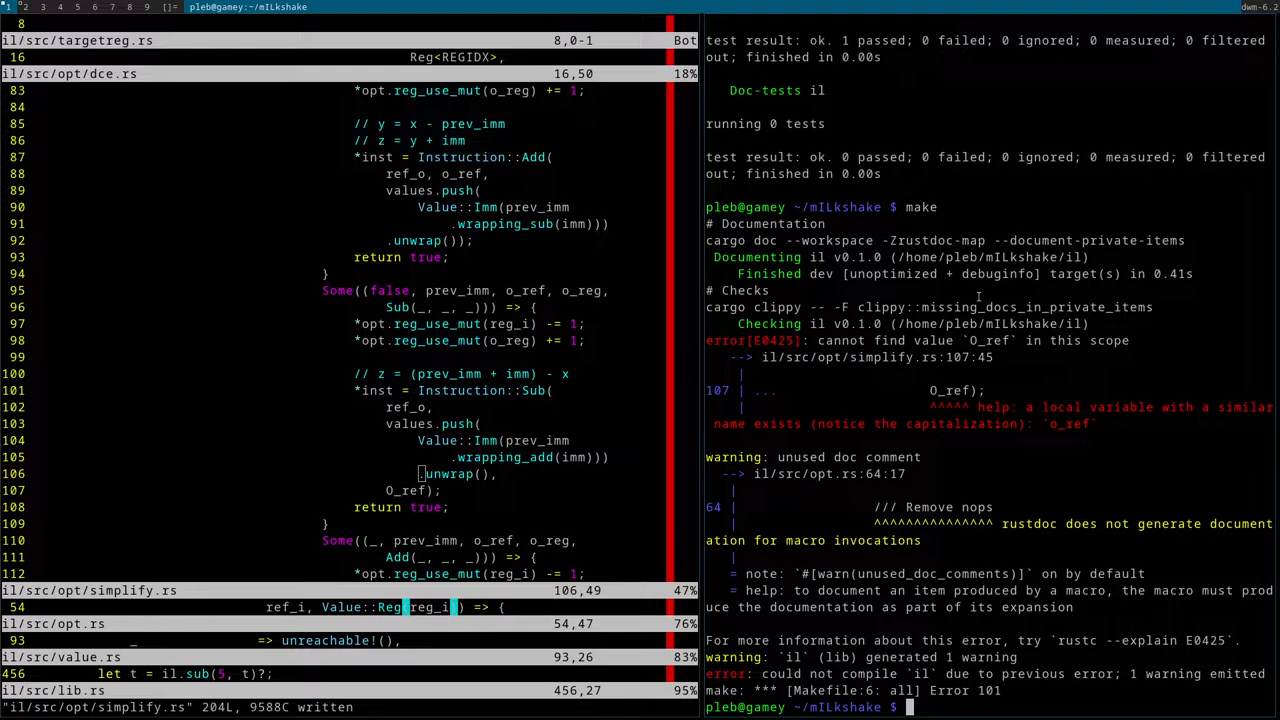 1 2 3 4 5 6 7 8 9 []= pleb@gamey:~/mILkshake dwm-6.2
8
il/src/targetreg.rs 8,0-1 Bot
16 Reg<REGIDX>,
il/src/opt/dce.rs 16,50 18%
83 *opt.reg_use_mut(o_reg) += 1;
84
85 // y = x - prev_imm
86 // z = y + imm
87 *inst = Instruction::Add(
88 ref_o, o_ref,
89 values.push(
90 Value::Imm(prev_imm
91 .wrapping_sub(imm)))
92 .unwrap());
93 return true;
94 }
95 Some((false, prev_imm, o_ref, o_reg,
96 Sub(_, _, _))) => {
97 *opt.reg_use_mut(reg_i) -= 1;
98 *opt.reg_use_mut(o_reg) += 1;
99
100 // z = (prev_imm + imm) - x
101 *inst = Instruction::Sub(
102 ref_o,
103 values.push(
104 Value::Imm(prev_imm
105 .wrapping_add(imm)))
106 .unwrap(),
107 O_ref);
108 return true;
109 }
110 Some((_, prev_imm, o_ref, o_reg,
111 Add(_, _, _))) => {
112 *opt.reg_use_mut(reg_i) -= 1;
il/src/opt/simplify.rs 106,49 47%
54 ref_i, Value::Reg(reg_i)) => {
il/src/opt.rs 54,47 76%
93 _ => unreachable!(),
il/src/value.rs 93,26 83%
456 let t = il.sub(5, t)?;
il/src/lib.rs 456,27 95%
"il/src/opt/simplify.rs" 204L, 9588C written
test result: ok. 1 passed; 0 failed; 0 ignored; 0 measured; 0 filtered
out; finished in 0.00s
Doc-tests il
running 0 tests
test result: ok. 0 passed; 0 failed; 0 ignored; 0 measured; 0 filtered
out; finished in 0.00s
pleb@gamey ~/mILkshake $ make
# Documentation
cargo doc --workspace -Zrustdoc-map --document-private-items
Documenting il v0.1.0 (/home/pleb/mILkshake/il)
Finished dev [unoptimized + debuginfo] target(s) in 0.41s
# Checks
cargo clippy -- -F clippy::missing_docs_in_private_items
Checking il v0.1.0 (/home/pleb/mILkshake/il)
error[E0425]: cannot find value `O_ref` in this scope
--> il/src/opt/simplify.rs:107:45
|
107 | ... O_ref);
| ^^^^^ help: a local variable with a similar
name exists (notice the capitalization): `o_ref`
warning: unused doc comment
--> il/src/opt.rs:64:17
|
64 | /// Remove nops
| ^^^^^^^^^^^^^^^ rustdoc does not generate document
ation for macro invocations
|
= note: `#[warn(unused_doc_comments)]` on by default
= help: to document an item produced by a macro, the macro must prod
uce the documentation as part of its expansion
For more information about this error, try `rustc --explain E0425`.
warning: `il` (lib) generated 1 warning
error: could not compile `il` due to previous error; 1 warning emitted
make: *** [Makefile:6: all] Error 101
pleb@gamey ~/mILkshake $